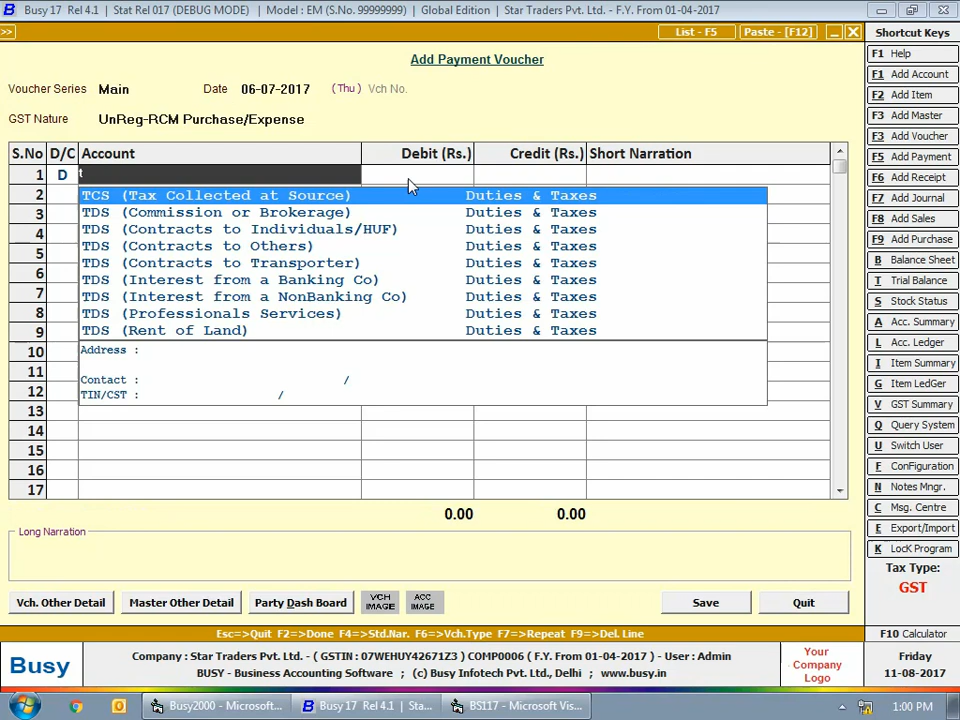 Busy 17 Rel 4.1 | Stat Rel 017 (DEBUG MODE) | Model : EM (S.No. 99999999) | Global Edition | Star Traders Pvt. Ltd. - F.Y. From 01-04-2017
>> List - F5 Paste - [F12] Shortcut Keys
Add Payment Voucher
Voucher Series Main Date 06-07-2017 (Thu) Vch No.
GST Nature UnReg-RCM Purchase/Expense
S.No D/C Account Debit (Rs.) Credit (Rs.) Short Narration
1 D t
2 TCS (Tax Collected at Source) Duties & Taxes
3 TDS (Commission or Brokerage) Duties & Taxes
4 TDS (Contracts to Individuals/HUF) Duties & Taxes
5 TDS (Contracts to Others) Duties & Taxes
6 TDS (Contracts to Transporter) Duties & Taxes
7 TDS (Interest from a Banking Co) Duties & Taxes
TDS (Interest from a NonBanking Co) Duties & Taxes
8 TDS (Professionals Services) Duties & Taxes
9 TDS (Rent of Land) Duties & Taxes
10 Address :
11 Contact : /
12 TIN/CST : /
13
14
15
16
17
0.00 0.00
Long Narration
Vch. Other Detail Master Other Detail Party Dash Board VCH IMAGE ACC IMAGE Save Quit
Esc=>Quit F2=>Done F4=>Std.Nar. F6=>Vch.Type F7=>Repeat F9=>Del. Line
F1 Help
F1 Add Account
F2 Add Item
F3 Add Master
F3 Add Voucher
F5 Add Payment
F6 Add Receipt
F7 Add Journal
F8 Add Sales
F9 Add Purchase
B Balance Sheet
T Trial Balance
S Stock Status
A Acc. Summary
L Acc. Ledger
I Item Summary
G Item LedGer
V GST Summary
Q Query System
U Switch User
F ConFiguration
N Notes Mngr.
C Msg. Centre
E Export/Import
K LocK Program
Tax Type:
GST
F10 Calculator
Busy
Company : Star Traders Pvt. Ltd. - ( GSTIN : 07WEHUY42671Z3 ) COMP0006 ( F.Y. From 01-04-2017 ) - User : Admin
BUSY - Business Accounting Software ; (c) Busy Infotech Pvt. Ltd. ; www.busy.in
Your
Company
Logo
Friday
11-08-2017
Busy2000 - Microsoft... Busy 17 Rel 4.1 | Sta... BS117 - Microsoft Vis... 1:00 PM